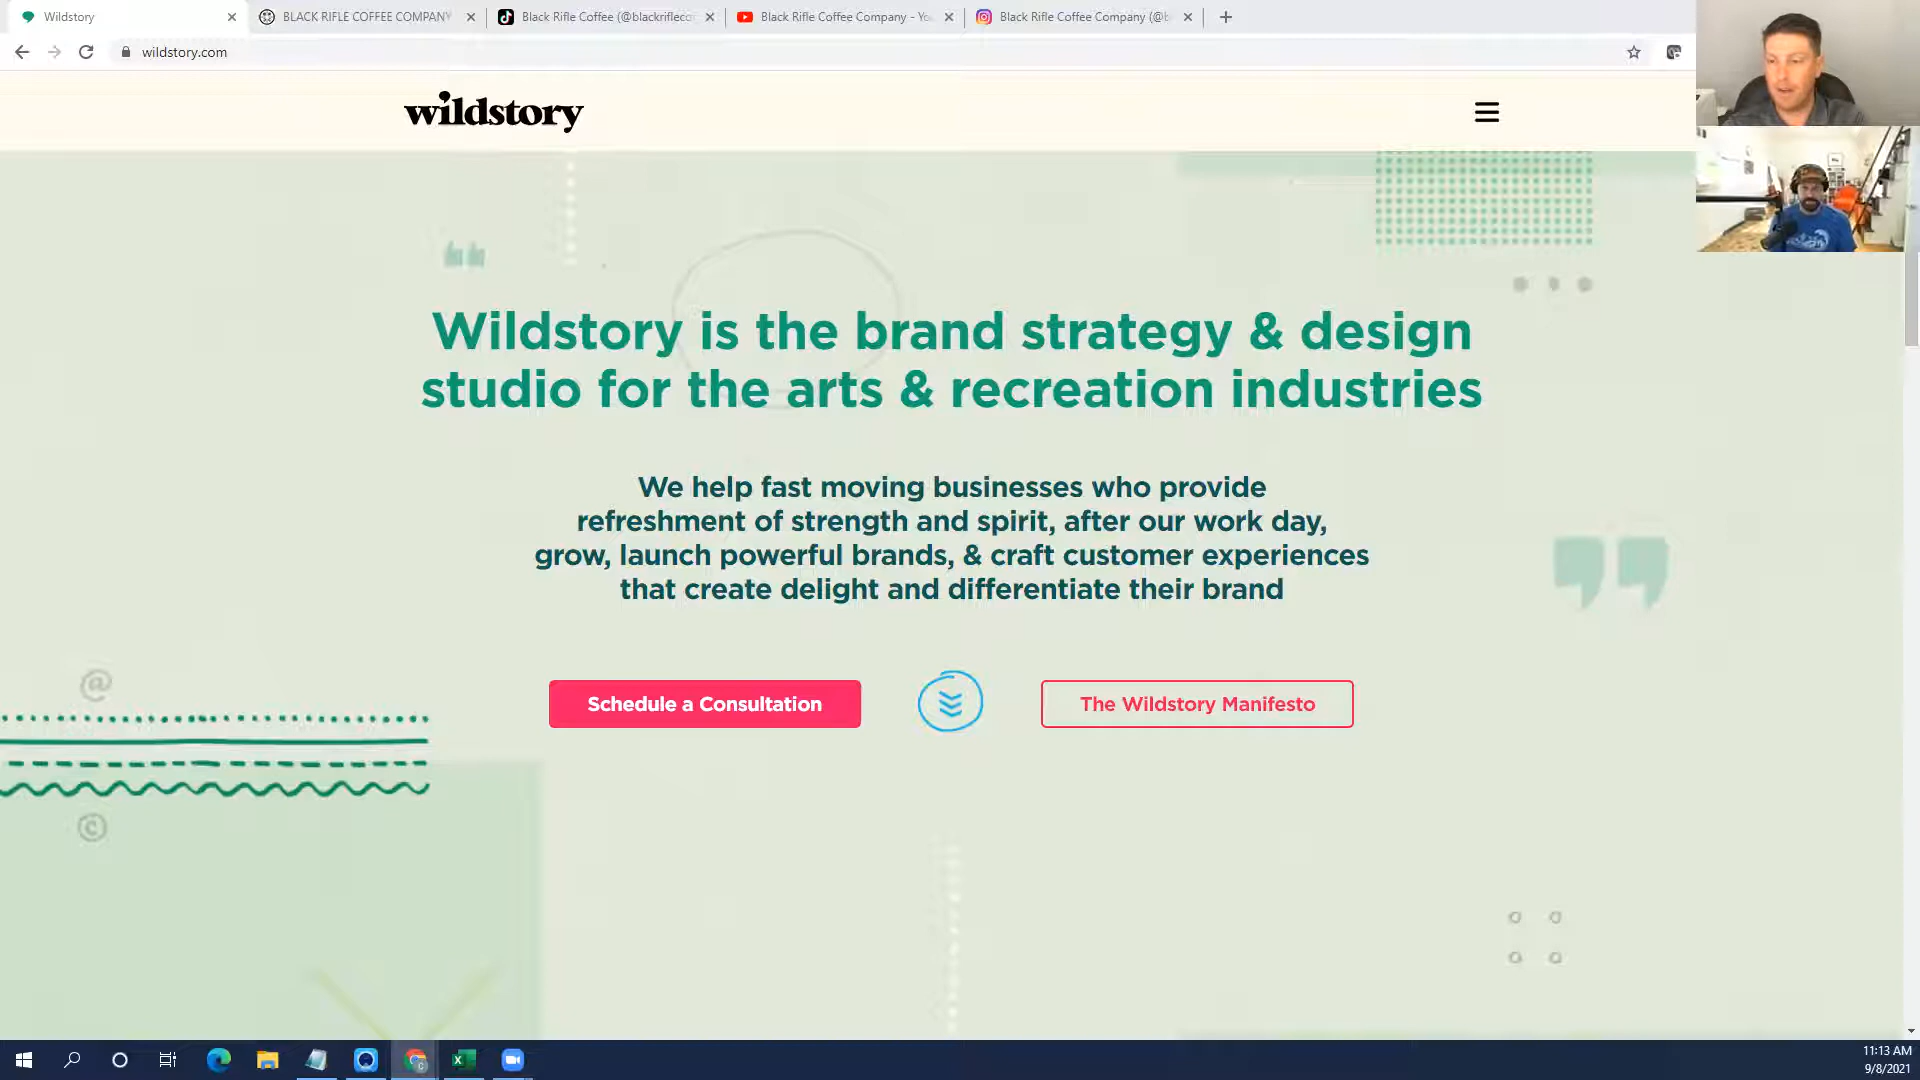 Wildstory
BLACK RIFLE COFFEE COMPANY
Black Rifle Coffee (@blackrifleco
Black Rifle Coffee Company - Yo
Black Rifle Coffee Company (@b
wildstory.com
wildstory
Wildstory is the brand strategy & design
studio for the arts & recreation industries
We help fast moving businesses who provide
refreshment of strength and spirit, after our work day,
grow, launch powerful brands, & craft customer experiences
that create delight and differentiate their brand
@
Schedule a Consultation
The Wildstory Manifesto
©
11:13 AM
9/8/2021